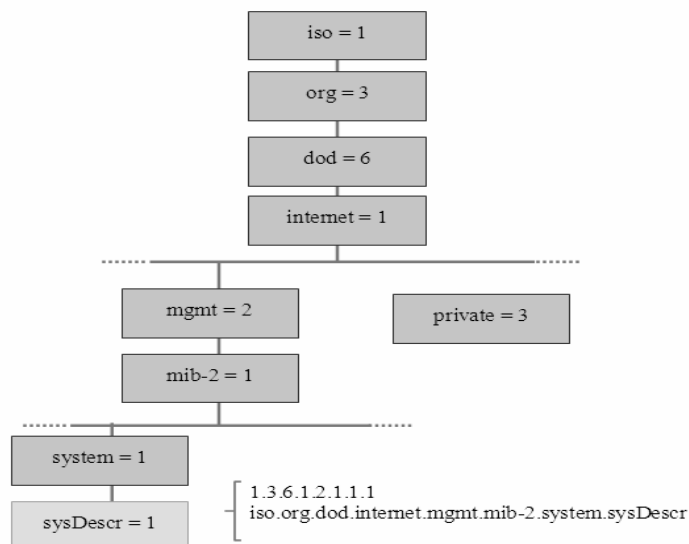 iso = 1
org = 3
dod = 6
internet = 1
mgmt = 2
private = 3
mib-2 = 1
system = 1
sysDescr = 1
1.3.6.1.2.1.1.1
iso.org.dod.internet.mgmt.mib-2.system.sysDescr